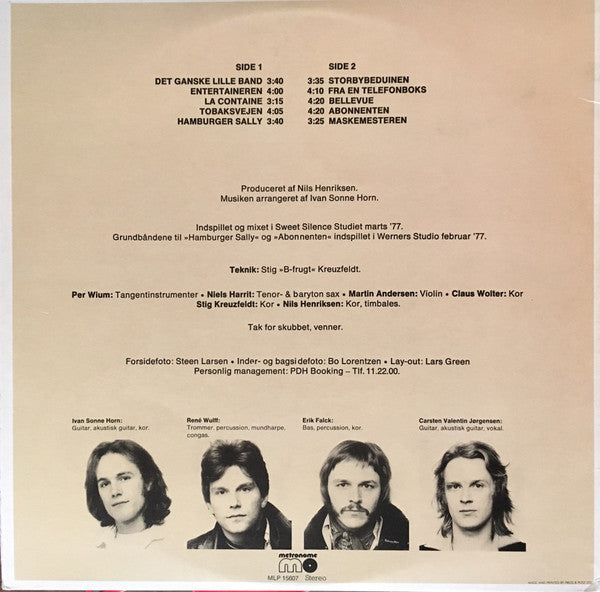 SIDE 1
DET GANSKE LILLE BAND 3:40
ENTERTAINEREN 4:00
LA CONTAINE 3:15
TOBAKSVEJEN 4:05
HAMBURGER SALLY 3:40
SIDE 2
3:35 STORBYBEDUINEN
4:10 FRA EN TELEFONBOKS
4:20 BELLEVUE
4:20 ABONNENTEN
3:25 MASKEMESTEREN
Produceret af Nils Henriksen.
Musiken arrangeret af Ivan Sonne Horn.
Indspillet og mixet i Sweet Silence Studiet marts '77.
Grundbåndene til »Hamburger Sally« og »Abonnenten« indspillet i Werners Studio februar '77.
Teknik: Stig »B-frugt« Kreuzfeldt.
Per Wium: Tangentinstrumenter • Niels Harrit: Tenor- & baryton sax • Martin Andersen: Violin • Claus Wolter: Kor
Stig Kreuzfeldt: Kor • Nils Henriksen: Kor, timbales.
Tak for skubbet, venner.
Forsidefoto: Steen Larsen • Inder- og bagsidefoto: Bo Lorentzen • Lay-out: Lars Green
Personlig management: PDH Booking – Tlf. 11.22.00.
Ivan Sonne Horn:
Guitar, akustisk guitar, kor.
René Wulff:
Trommer, percussion, mundharpe,
congas.
Erik Falck:
Bas, percussion, kor.
Carsten Valentin Jørgensen:
Guitar, akustisk guitar, vokal.
metronome
MLP 15607 Stereo